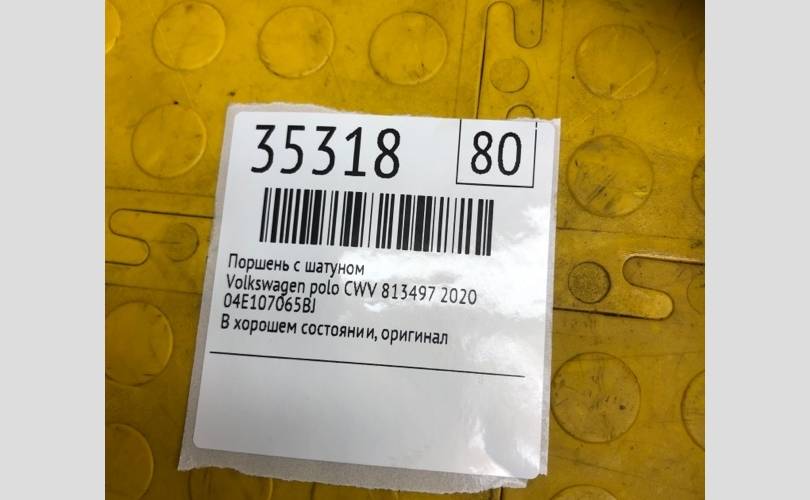 35318 80
Поршень с шатуном
Volkswagen polo CWV 813497 2020
04E107065BJ
В хорошем состоянии, оригинал